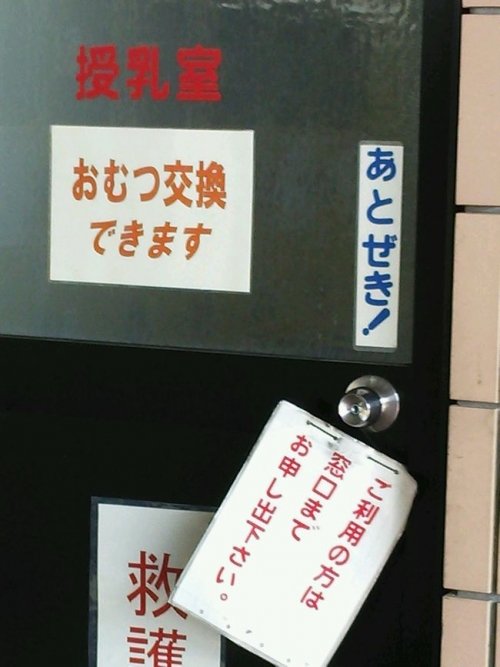 授乳室
おむつ交換
できます
あとぜき!
ご利用の方は
窓口まで
お申し出下さい。
救護